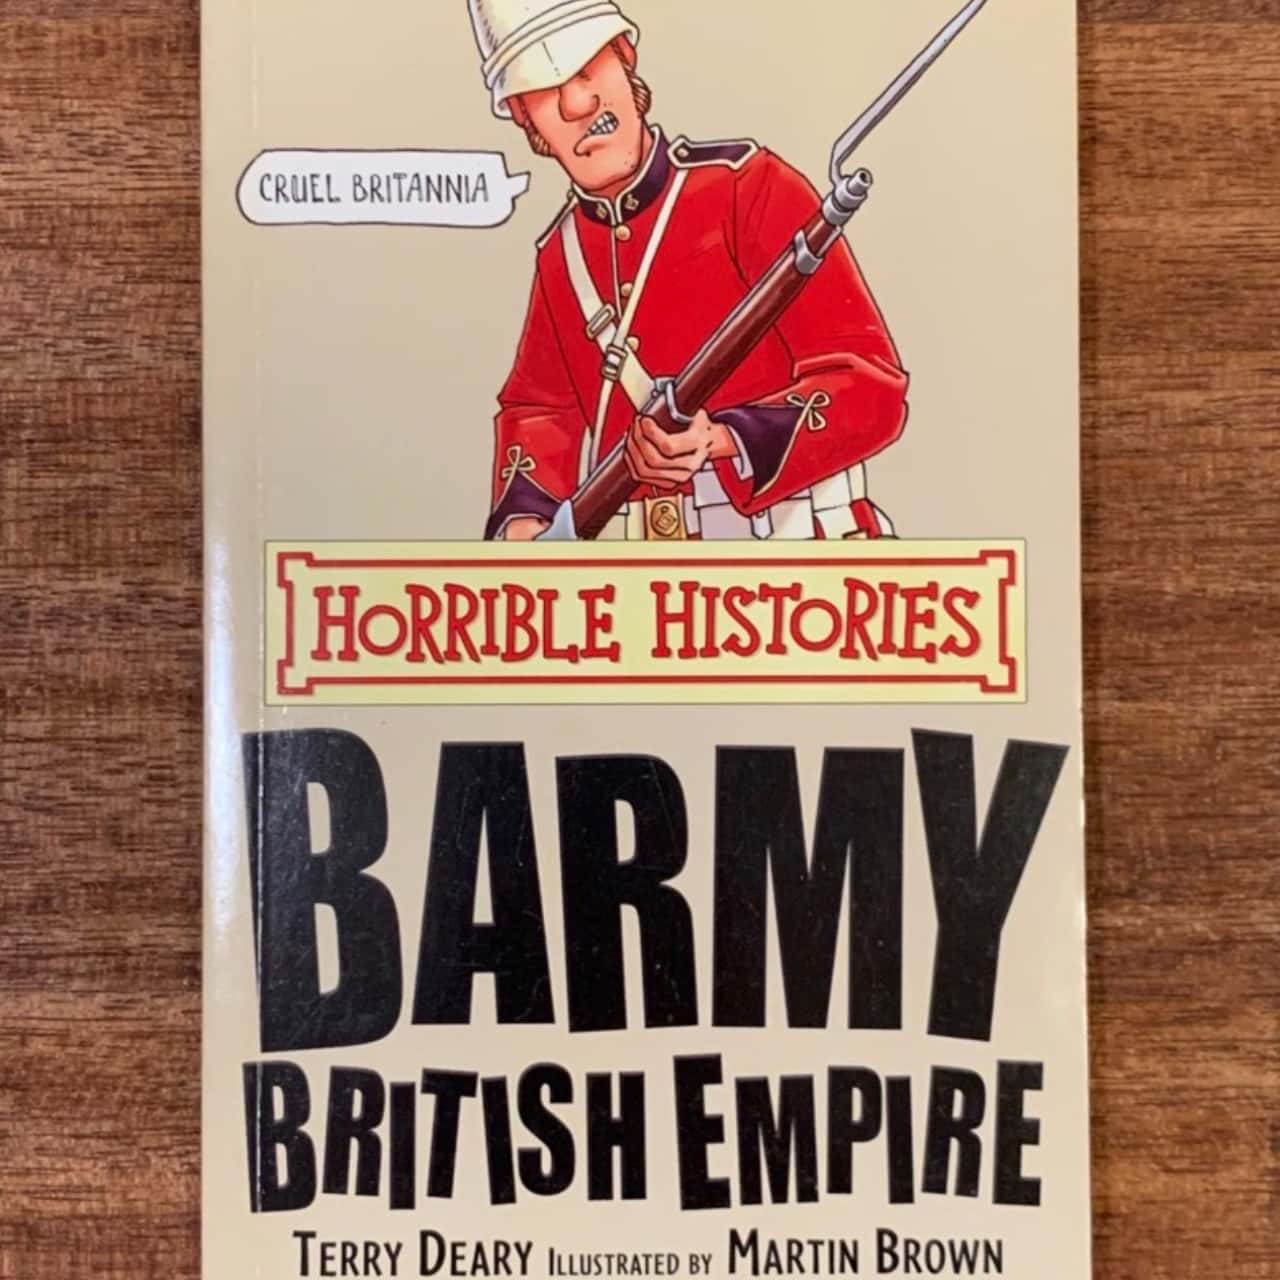 CRUEL BRITANNIA
HORRIBLE HISTORIES
BARMY
BRITISH EMPIRE
TERRY DEARY ILLUSTRATED BY MARTIN BROWN